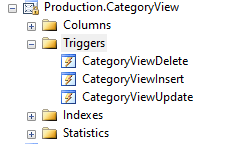 Production.CategoryView
Columns
Triggers
CategoryViewDelete
CategoryViewInsert
CategoryViewUpdate
Indexes
Statistics